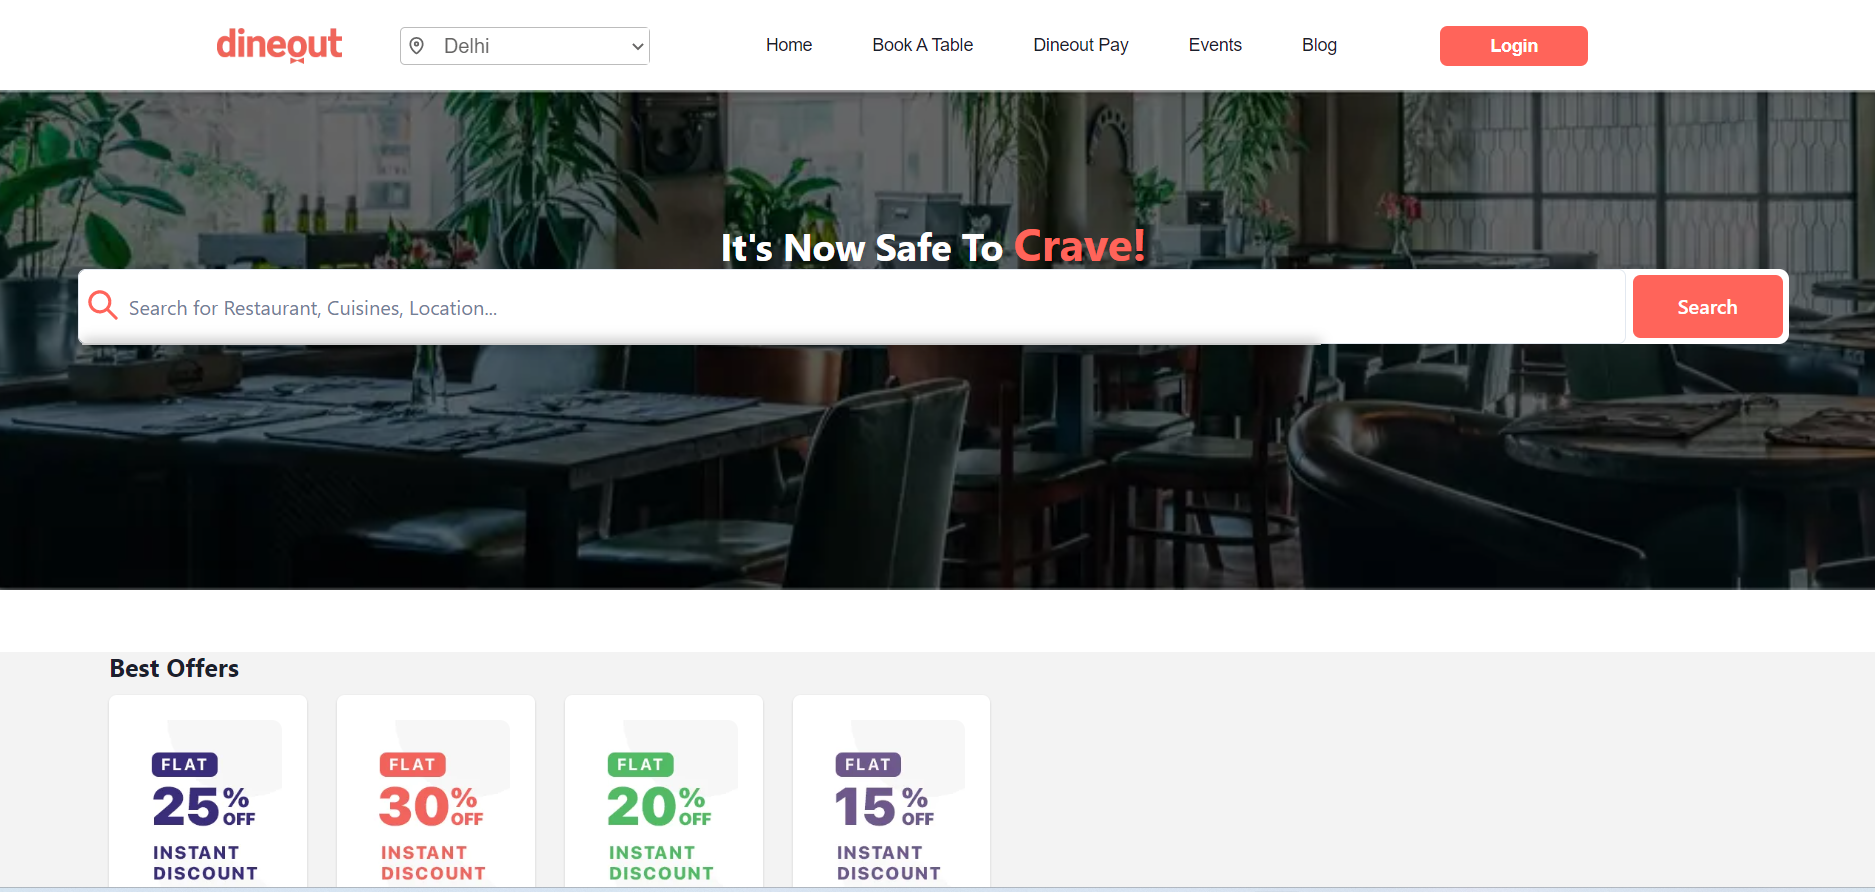 dineout
Delhi
Home
Book A Table
Dineout Pay
Events
Blog
Login
It's Now Safe To Crave!
Search for Restaurant, Cuisines, Location...
Search
Best Offers
FLAT
25% OFF
INSTANT
DISCOUNT
FLAT
30% OFF
INSTANT
DISCOUNT
FLAT
20% OFF
INSTANT
DISCOUNT
FLAT
15% OFF
INSTANT
DISCOUNT